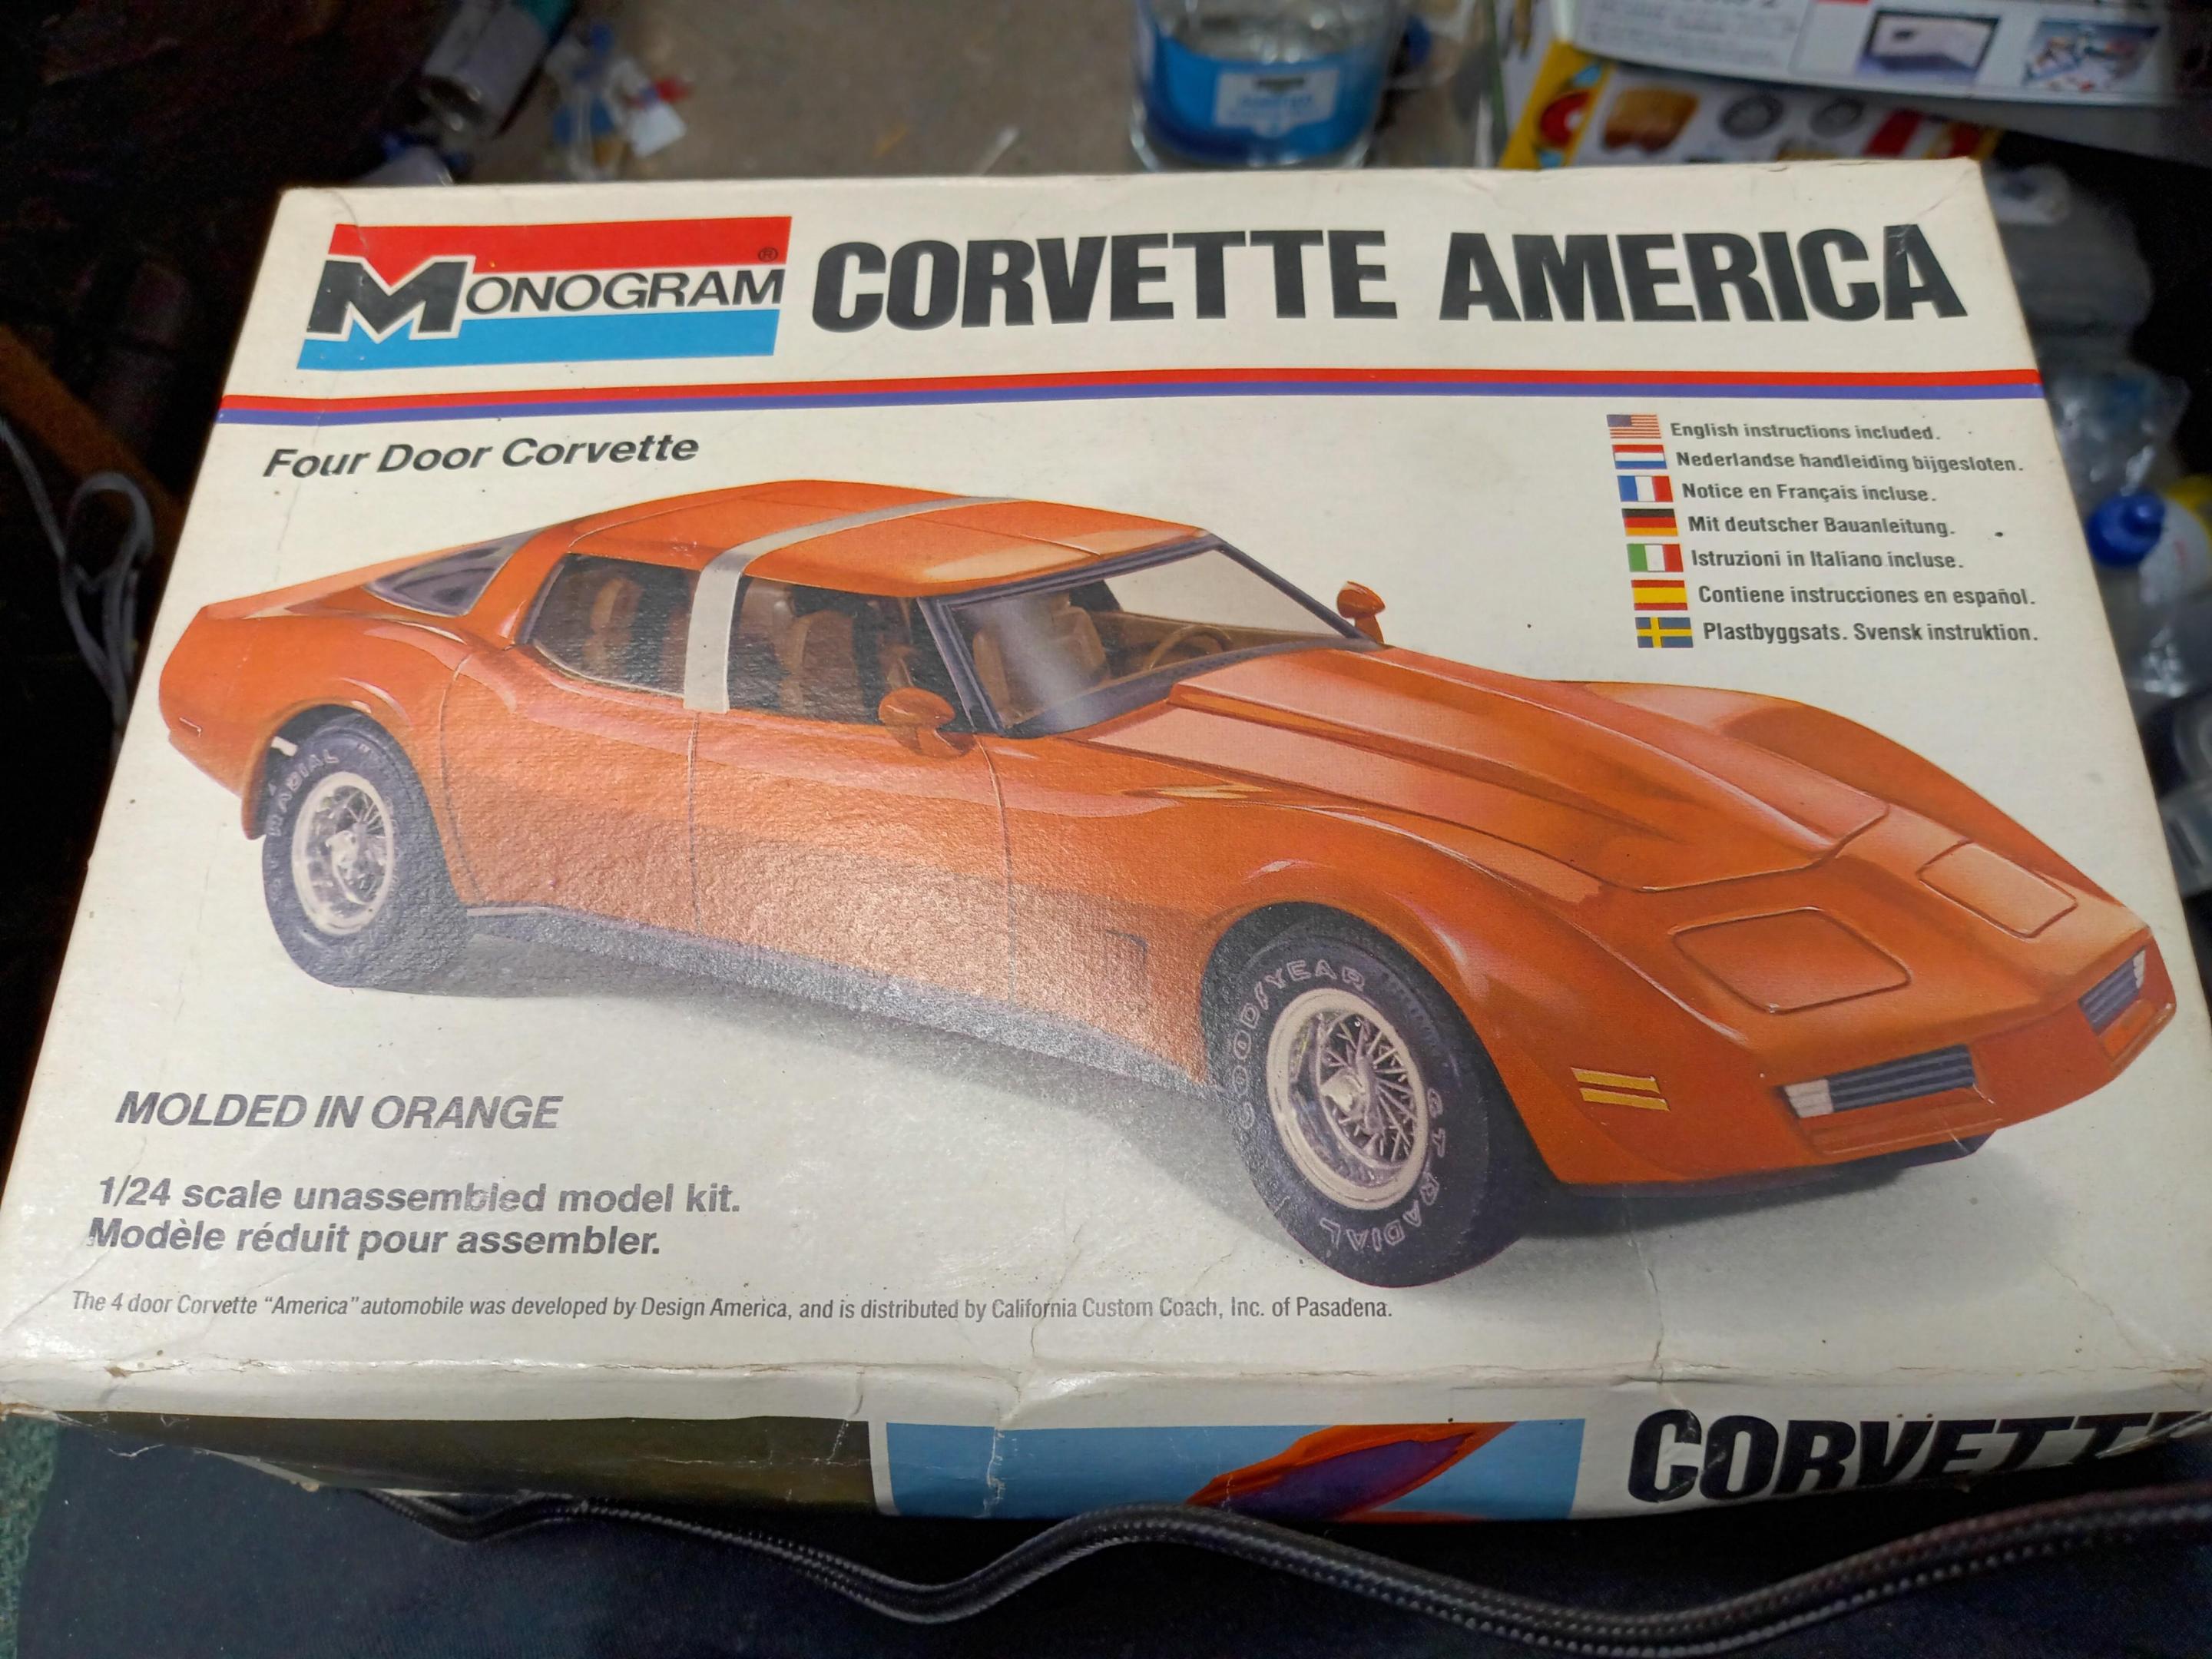 MONOGRAM ®
CORVETTE AMERICA
Four Door Corvette
English instructions included.
Nederlandse handleiding bijgesloten.
Notice en Français incluse.
Mit deutscher Bauanleitung.
Istruzioni in Italiano incluse.
Contiene instrucciones en español.
Plastbyggsats. Svensk instruktion.
RADIAL
GOODYEAR
GT RADIAL
MOLDED IN ORANGE
1/24 scale unassembled model kit.
Modèle réduit pour assembler.
The 4 door Corvette "America" automobile was developed by Design America, and is distributed by California Custom Coach, Inc. of Pasadena.
CORVETT